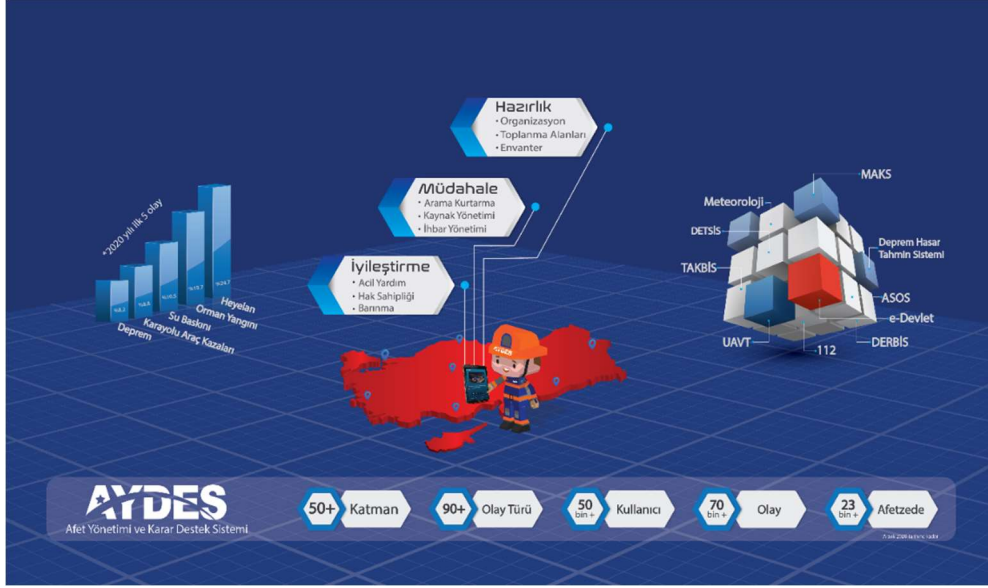 Hazırlık
• Organizasyon
• Toplanma Alanları
• Envanter
Müdahale
• Arama Kurtarma
• Kaynak Yönetimi
• İhbar Yönetimi
İyileştirme
• Acil Yardım
• Hak Sahipliği
• Barınma
*2020 yılı ilk 5 olay
Deprem
Karayolu Araç Kazaları
Su Baskını
Orman Yangını
Heyelan
MAKS
Meteoroloji
DETSİS
TAKBİS
UAVT
112
DERBİS
e-Devlet
ASOS
Deprem Hasar
Tahmin Sistemi
AYDES
AYDES
Afet Yönetimi ve Karar Destek Sistemi
50+ Katman
90+ Olay Türü
50 bin + Kullanıcı
70 bin + Olay
23 bin + Afetzede